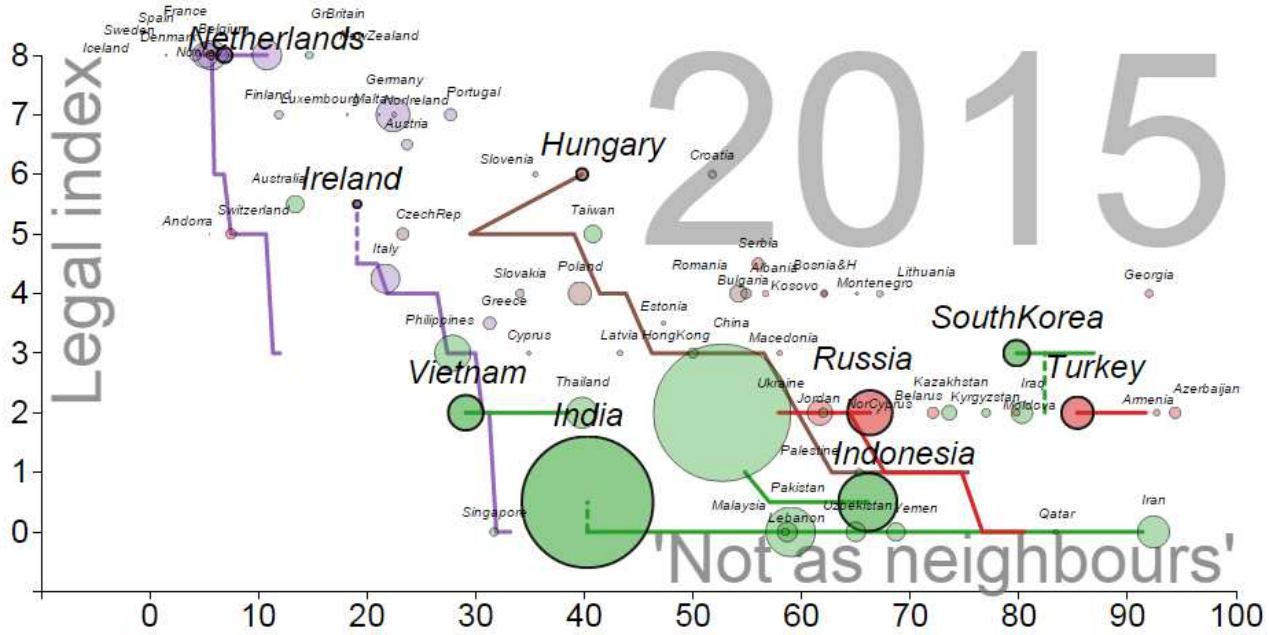 France
Spain
GrBritain
Sweden
Belgium
Denmark
NewZealand
Netherlands
Iceland
Norway
2015
8
Germany
Finland
Luxembourg
Malta
NorIreland
Portugal
7
Austria
Hungary
Slovenia
Croatia
6
Legal index
Australia
Ireland
Andorra
Switzerland
CzechRep
Taiwan
5
Italy
Serbia
Slovakia
Poland
Romania
Albania
Bosnia&H
Bulgaria
Kosovo
Montenegro
Lithuania
Georgia
4
Greece
Estonia
Philippines
Cyprus
Latvia
HongKong
China
Macedonia
SouthKorea
3
Vietnam
Russia
Turkey
Thailand
Ukraine
Jordan
NorCyprus
Belarus
Kazakhstan
Kyrgyzstan
Iraq
Moldova
Armenia
Azerbaijan
2
India
Palestine
Indonesia
1
Singapore
Malaysia
Pakistan
Lebanon
Uzbekistan
Yemen
Qatar
Iran
0
'Not as neighbours'
0 10 20 30 40 50 60 70 80 90 100